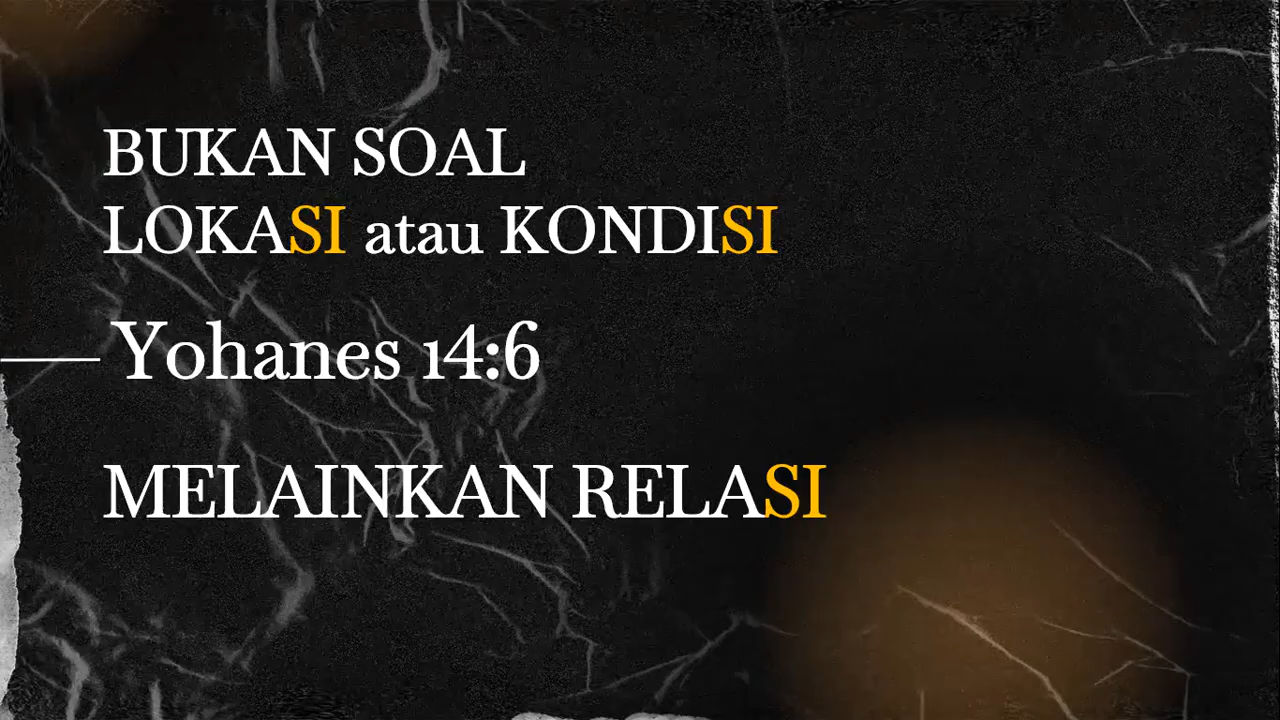 BUKAN SOAL
LOKASI atau KONDISI
Yohanes 14:6
MELAINKAN RELASI